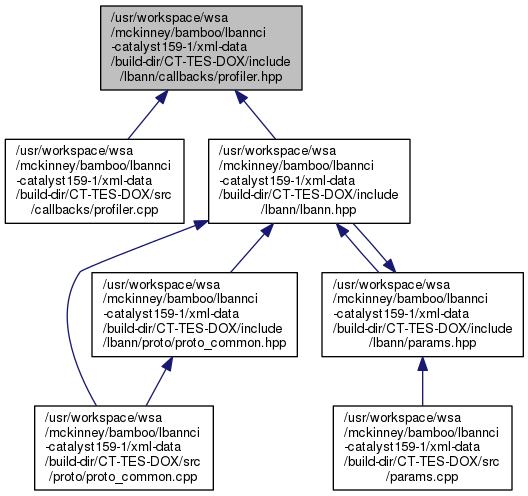 /usr/workspace/wsa
/mckinney/bamboo/lbannci
-catalyst159-1/xml-data
/build-dir/CT-TES-DOX/include
/lbann/callbacks/profiler.hpp
/usr/workspace/wsa
/mckinney/bamboo/lbannci
-catalyst159-1/xml-data
/build-dir/CT-TES-DOX/src
/callbacks/profiler.cpp
/usr/workspace/wsa
/mckinney/bamboo/lbannci
-catalyst159-1/xml-data
/build-dir/CT-TES-DOX/include
/lbann/lbann.hpp
/usr/workspace/wsa
/mckinney/bamboo/lbannci
-catalyst159-1/xml-data
/build-dir/CT-TES-DOX/include
/lbann/proto/proto_common.hpp
/usr/workspace/wsa
/mckinney/bamboo/lbannci
-catalyst159-1/xml-data
/build-dir/CT-TES-DOX/include
/lbann/params.hpp
/usr/workspace/wsa
/mckinney/bamboo/lbannci
-catalyst159-1/xml-data
/build-dir/CT-TES-DOX/src
/proto/proto_common.cpp
/usr/workspace/wsa
/mckinney/bamboo/lbannci
-catalyst159-1/xml-data
/build-dir/CT-TES-DOX/src
/params.cpp